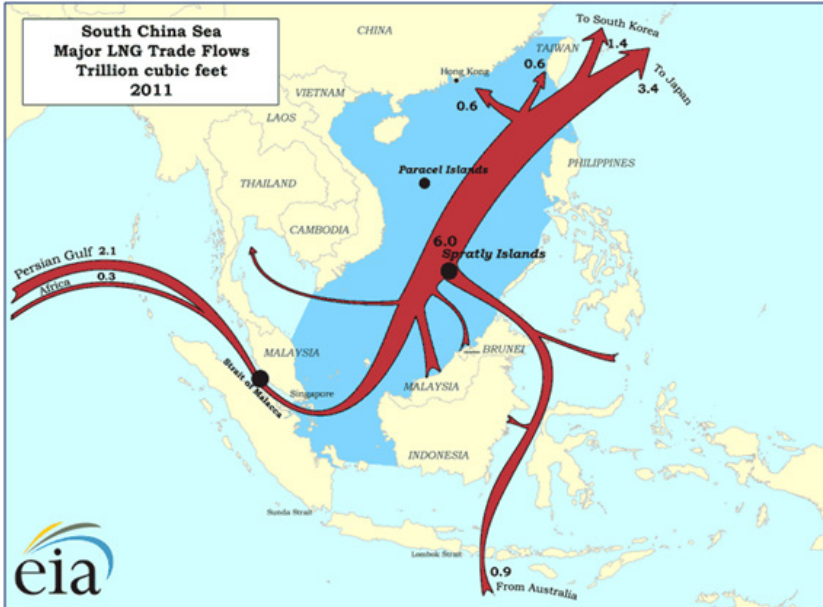 South China Sea
Major LNG Trade Flows
Trillion cubic feet
2011
CHINA
To South Korea
1.4
TAIWAN
To Japan
3.4
0.6
Hong Kong
0.6
VIETNAM
LAOS
Paracel Islands
PHILIPPINES
THAILAND
CAMBODIA
6.0
Spratly Islands
Persian Gulf 2.1
Africa 0.3
MALAYSIA
BRUNEI
Strait of Malacca
Singapore
MALAYSIA
INDONESIA
Sunda Strait
Lombok Strait
0.9
From Australia
eia